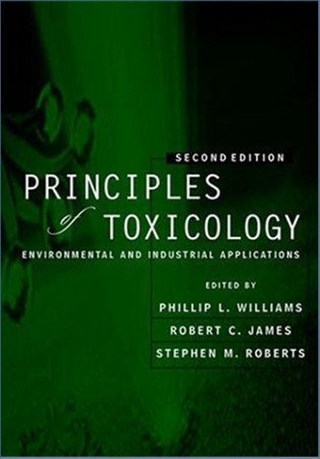 SECOND EDITION
PRINCIPLES
of TOXICOLOGY
ENVIRONMENTAL AND INDUSTRIAL APPLICATIONS
EDITED BY
PHILLIP L. WILLIAMS
ROBERT C. JAMES
STEPHEN M. ROBERTS